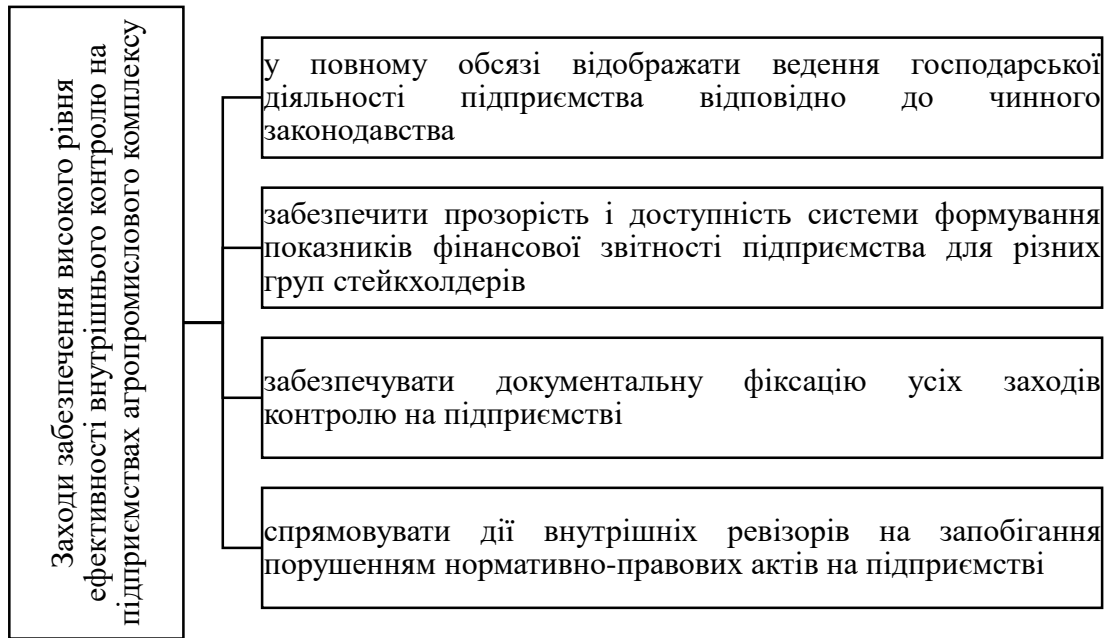 Заходи забезпечення високого рівня
ефективності внутрішнього контролю на
підприємствах агропромислового комплексу
у повному обсязі відображати ведення господарської
діяльності підприємства відповідно до чинного
законодавства
забезпечити прозорість і доступність системи формування
показників фінансової звітності підприємства для різних
груп стейкхолдерів
забезпечувати документальну фіксацію усіх заходів
контролю на підприємстві
спрямовувати дії внутрішніх ревізорів на запобігання
порушенням нормативно-правових актів на підприємстві